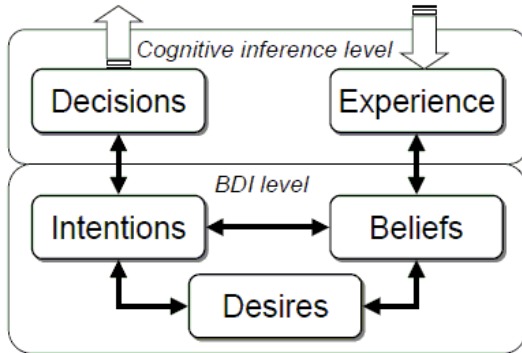 Cognitive inference level
Decisions
Experience
BDI level
Intentions
Beliefs
Desires